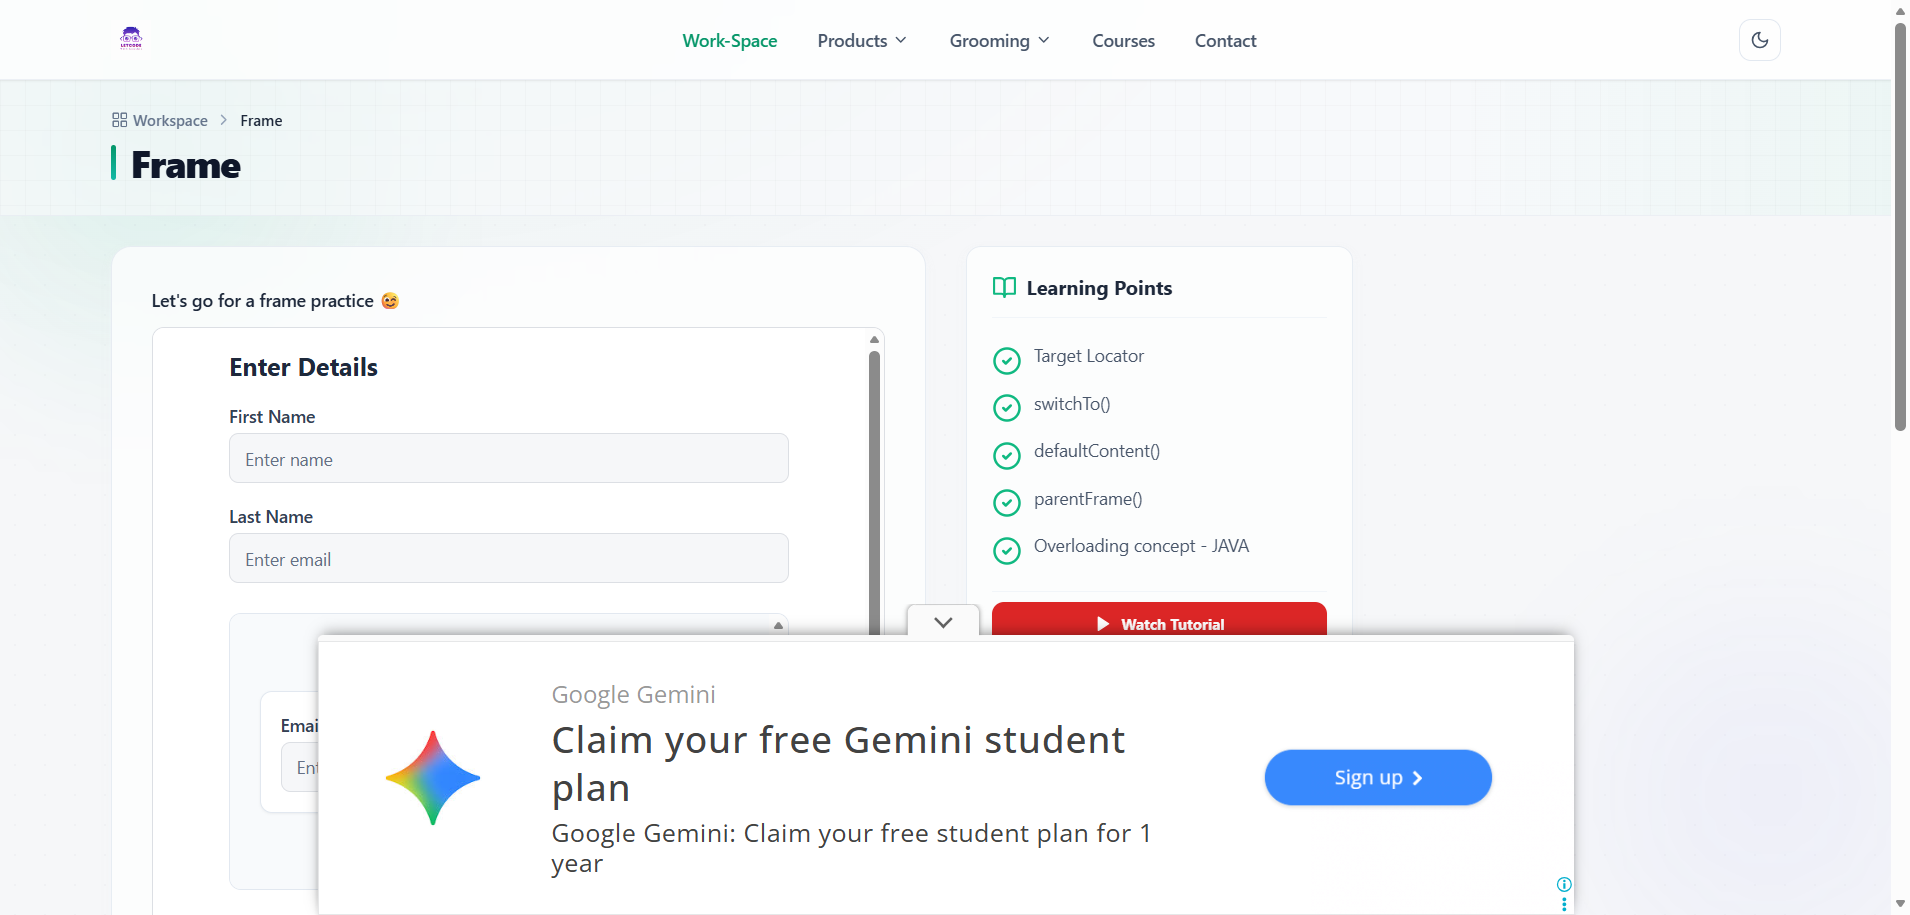 LETCODE
Work-Space
Products
Grooming
Courses
Contact
Workspace
Frame
Frame
Let's go for a frame practice
Enter Details
First Name
Enter name
Last Name
Enter email
Learning Points
Target Locator
switchTo()
defaultContent()
parentFrame()
Overloading concept - JAVA
Watch Tutorial
Google Gemini
Claim your free Gemini student
plan
Google Gemini: Claim your free student plan for 1
year
Sign up